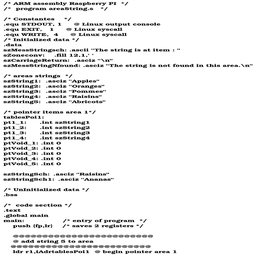 /* ARM assembly Raspberry PI  */
/*  program areaString.s   */
/* Constantes    */
.equ STDOUT, 1     @ Linux output console
.equ EXIT,   1     @ Linux syscall
.equ WRITE,  4     @ Linux syscall
/* Initialized data */
.data
szMessStringsch: .ascii "The string is at item : "
sZoneconv:   .fill 12,1,' '
szCarriageReturn:  .asciz "\n"
szMessStringNfound: .asciz "The string is not found in this area.\n"
/* areas strings  */
szString1:  .asciz "Apples"
szString2:  .asciz "Oranges"
szString3:  .asciz "Pommes"
szString4:  .asciz "Raisins"
szString5:  .asciz "Abricots"
/* pointer items area 1*/
tablesPoi1:
pt1_1:    .int szString1
pt1_2:    .int szString2
pt1_3:    .int szString3
pt1_4:    .int szString4
ptVoid_1: .int 0
ptVoid_2: .int 0
ptVoid_3: .int 0
ptVoid_4: .int 0
ptVoid_5: .int 0
szStringSch:  .asciz "Raisins"
szStringSch1:  .asciz "Ananas"
/* UnInitialized data */
.bss
/*  code section */
.text
.global main
main:          /* entry of program  */
push {fp,lr}   /* saves 2 registers */
@@@@@@@@@@@@@@@@@@@@@@@@
@ add string 5 to area
@@@@@@@@@@@@@@@@@@@@@@@@
ldr r1,iAdrtablesPoi1  @ begin pointer area 1